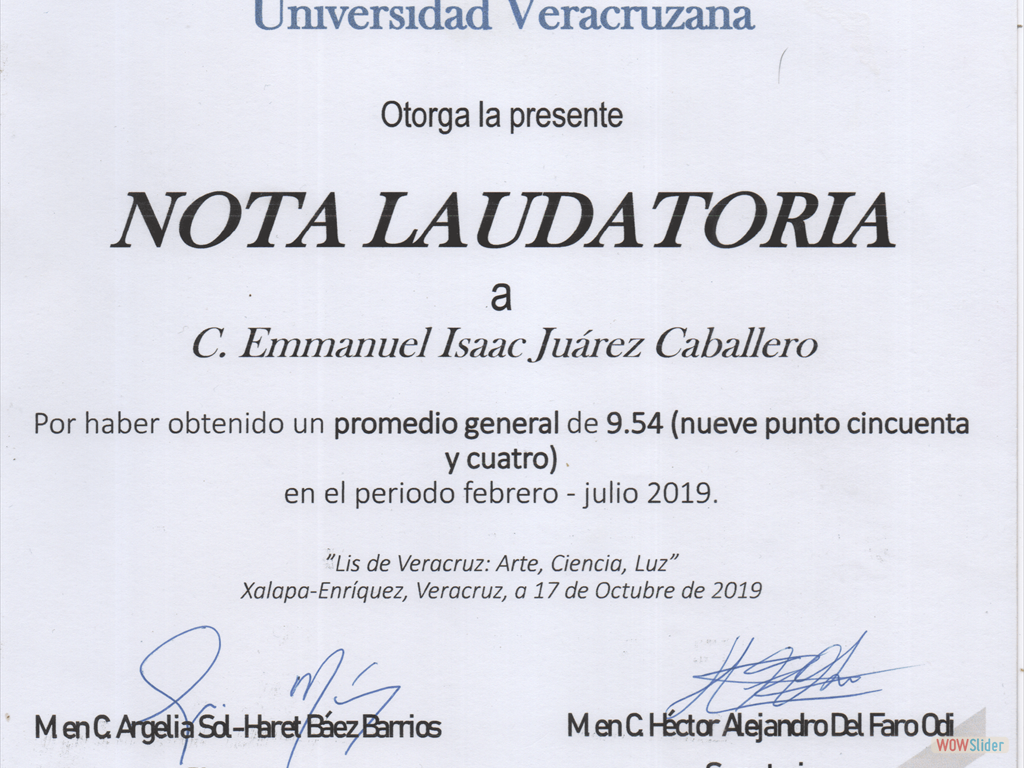 Universidad Veracruzana
Otorga la presente
NOTA LAUDATORIA
a
C. Emmanuel Isaac Juárez Caballero
Por haber obtenido un promedio general de 9.54 (nueve punto cincuenta
y cuatro)
en el periodo febrero - julio 2019.
“Lis de Veracruz: Arte, Ciencia, Luz”
Xalapa-Enríquez, Veracruz, a 17 de Octubre de 2019
M en C. Argelia Sol-Haret Báez Barrios
M en C. Héctor Alejandro Del Faro Odi
WOWSlider